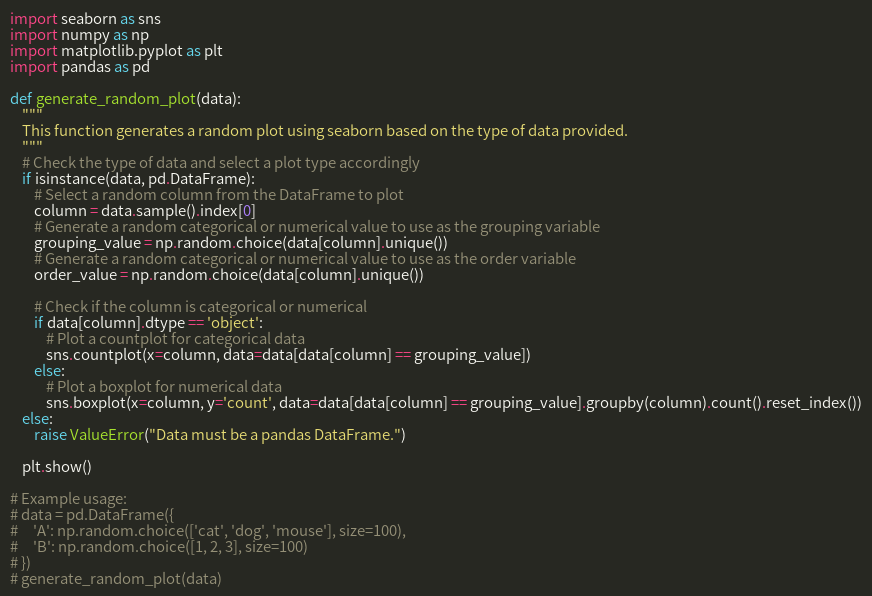 import seaborn as sns
import numpy as np
import matplotlib.pyplot as plt
import pandas as pd

def generate_random_plot(data):
    """
    This function generates a random plot using seaborn based on the type of data provided.
    """
    # Check the type of data and select a plot type accordingly
    if isinstance(data, pd.DataFrame):
        # Select a random column from the DataFrame to plot
        column = data.sample().index[0]
        # Generate a random categorical or numerical value to use as the grouping variable
        grouping_value = np.random.choice(data[column].unique())
        # Generate a random categorical or numerical value to use as the order variable
        order_value = np.random.choice(data[column].unique())

        # Check if the column is categorical or numerical
        if data[column].dtype == 'object':
            # Plot a countplot for categorical data
            sns.countplot(x=column, data=data[data[column] == grouping_value])
        else:
            # Plot a boxplot for numerical data
            sns.boxplot(x=column, y='count', data=data[data[column] == grouping_value].groupby(column).count().reset_index())
    else:
        raise ValueError("Data must be a pandas DataFrame.")

    plt.show()

# Example usage:
# data = pd.DataFrame({
#     'A': np.random.choice(['cat', 'dog', 'mouse'], size=100),
#     'B': np.random.choice([1, 2, 3], size=100)
# })
# generate_random_plot(data)